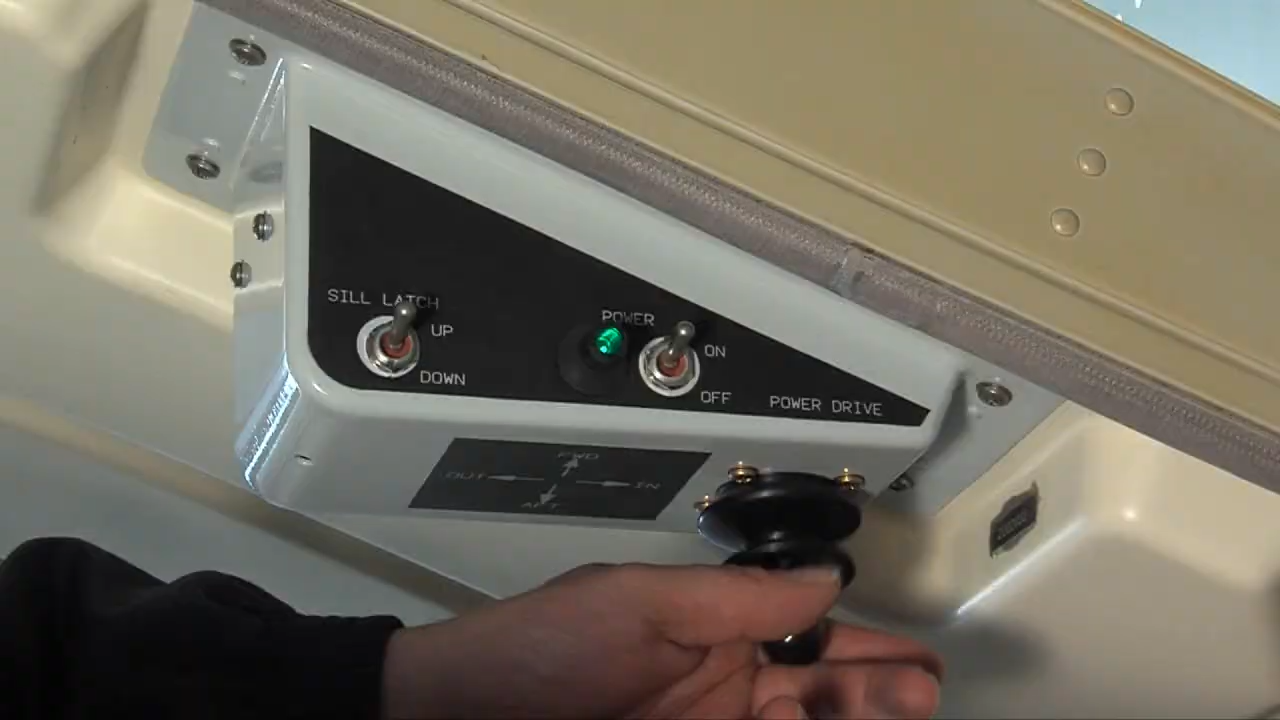 SILL LATCH
UP
DOWN
POWER
ON
OFF
POWER DRIVE
FWD
OUT
IN
AFT